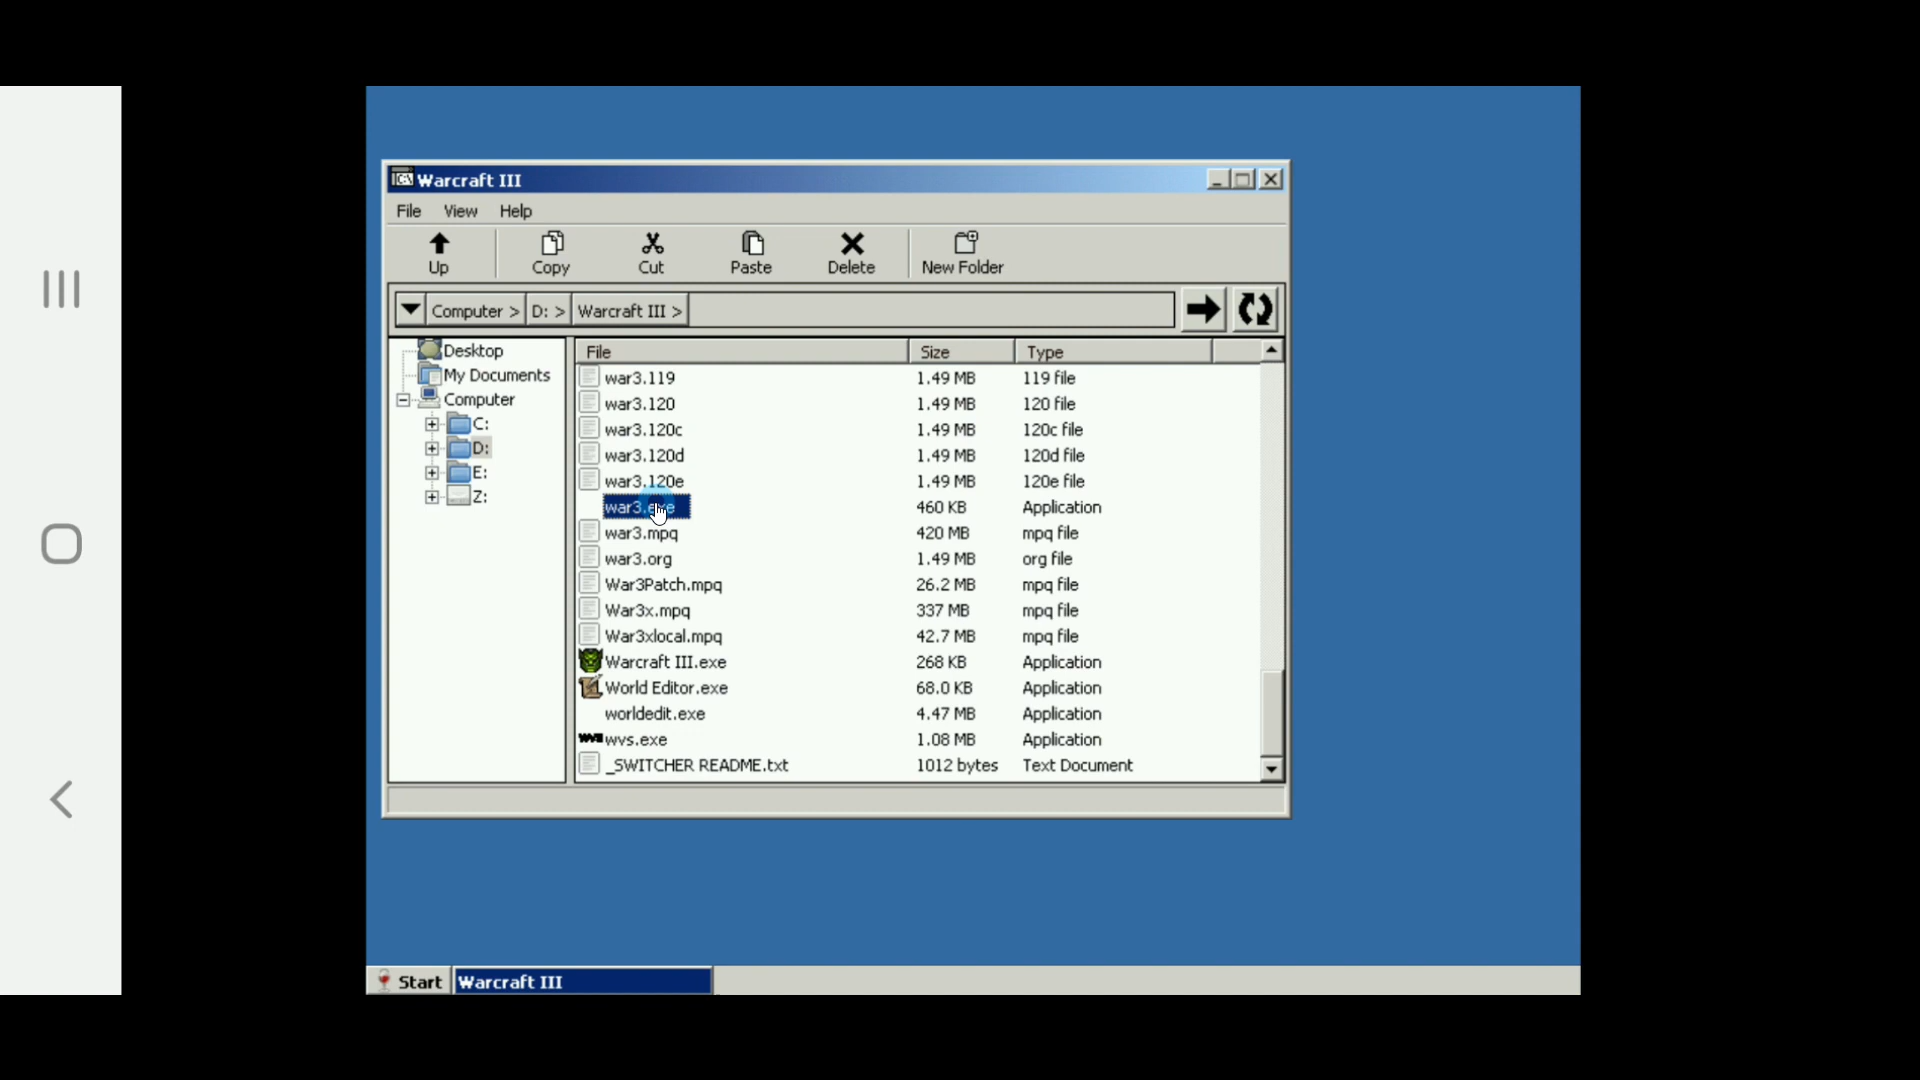 Warcraft III
File View Help
Up Copy Cut Paste Delete New Folder
Computer > D: > Warcraft III >
Desktop
My Documents
Computer
C:
D:
E:
Z:
File Size Type
war3.119 1.49 MB 119 file
war3.120 1.49 MB 120 file
war3.120c 1.49 MB 120c file
war3.120d 1.49 MB 120d file
war3.120e 1.49 MB 120e file
war3.exe 460 KB Application
war3.mpq 420 MB mpq file
war3.org 1.49 MB org file
War3Patch.mpq 26.2 MB mpq file
War3x.mpq 337 MB mpq file
War3xlocal.mpq 42.7 MB mpq file
Warcraft III.exe 268 KB Application
World Editor.exe 68.0 KB Application
worldedit.exe 4.47 MB Application
wvs.exe 1.08 MB Application
_SWITCHER README.txt 1012 bytes Text Document
Start Warcraft III